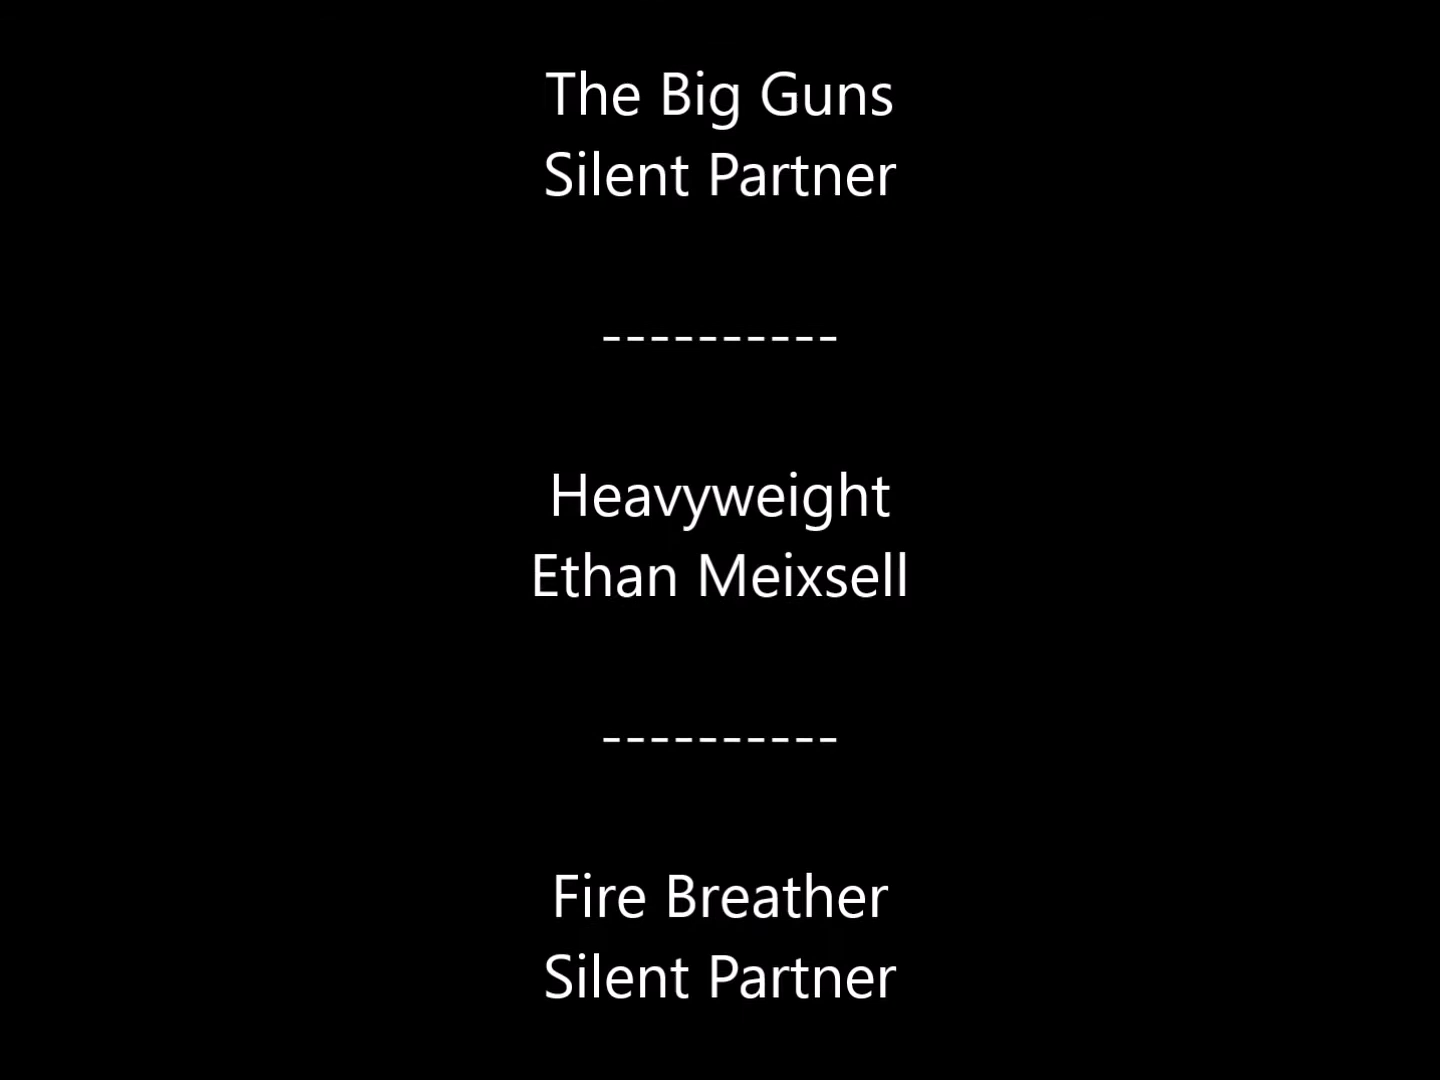 The Big Guns
Silent Partner
----------
Heavyweight
Ethan Meixsell
----------
Fire Breather
Silent Partner